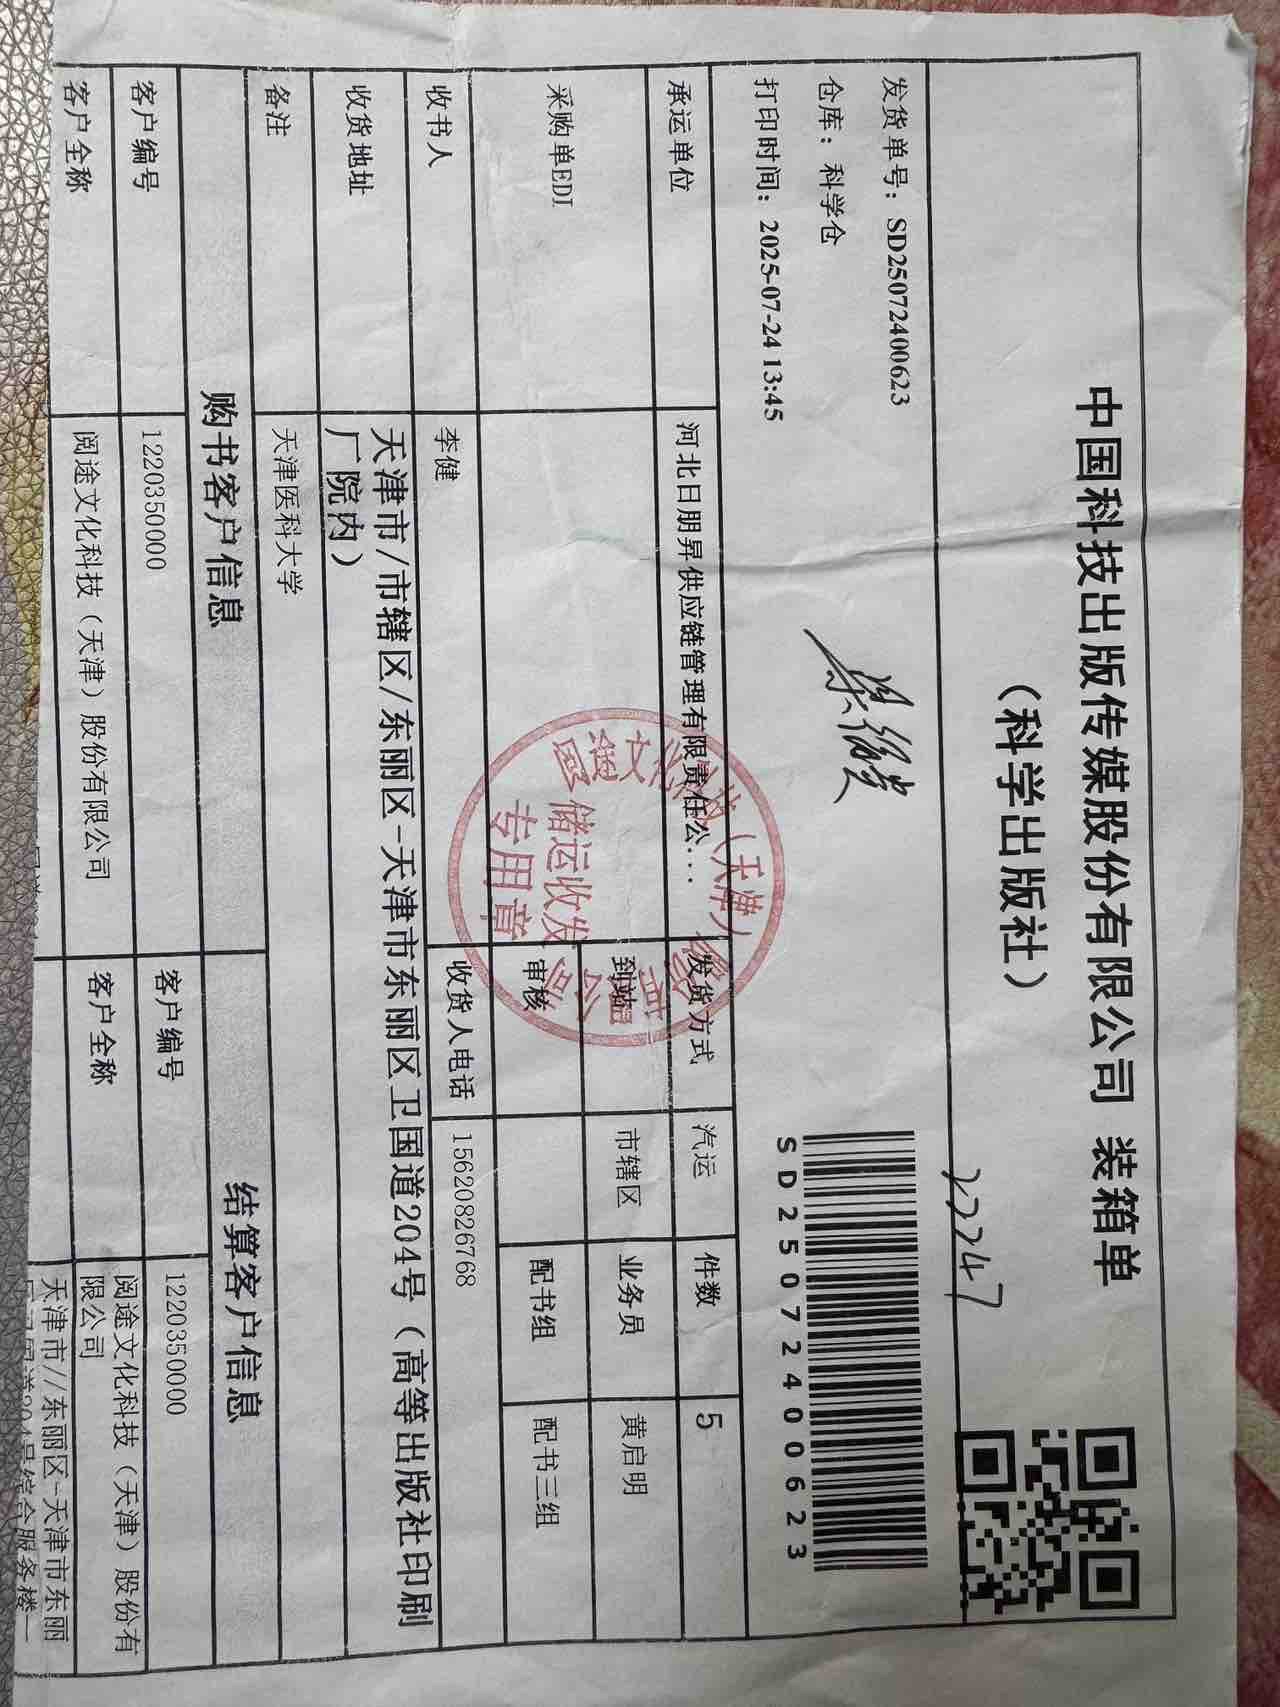 中国科技出版传媒股份有限公司 装箱单
（科学出版社）
2247
发货单号：SD250724000623
仓库：科学仓
打印时间：2025-07-24 13:45
SD250724000623
承运单位 河北日朋昇供应链管理有限责任公... 发货方式 汽运 件数 5
采购单EDI 到站 市辖区 业务员 黄启明
审核 配书组 配书三组
收书人 李健 收货人电话 15620826768
收货地址 天津市/市辖区/东丽区-天津市东丽区卫国道204号（高等出版社印刷
厂院内）
备注 天津医科大学
购书客户信息 结算客户信息
客户编号 1220350000 客户编号 1220350000
客户全称 阅途文化科技（天津）股份有限公司 客户全称 阅途文化科技（天津）股份有
限公司
天津市//东丽区-天津市东丽
储运收发
专用章